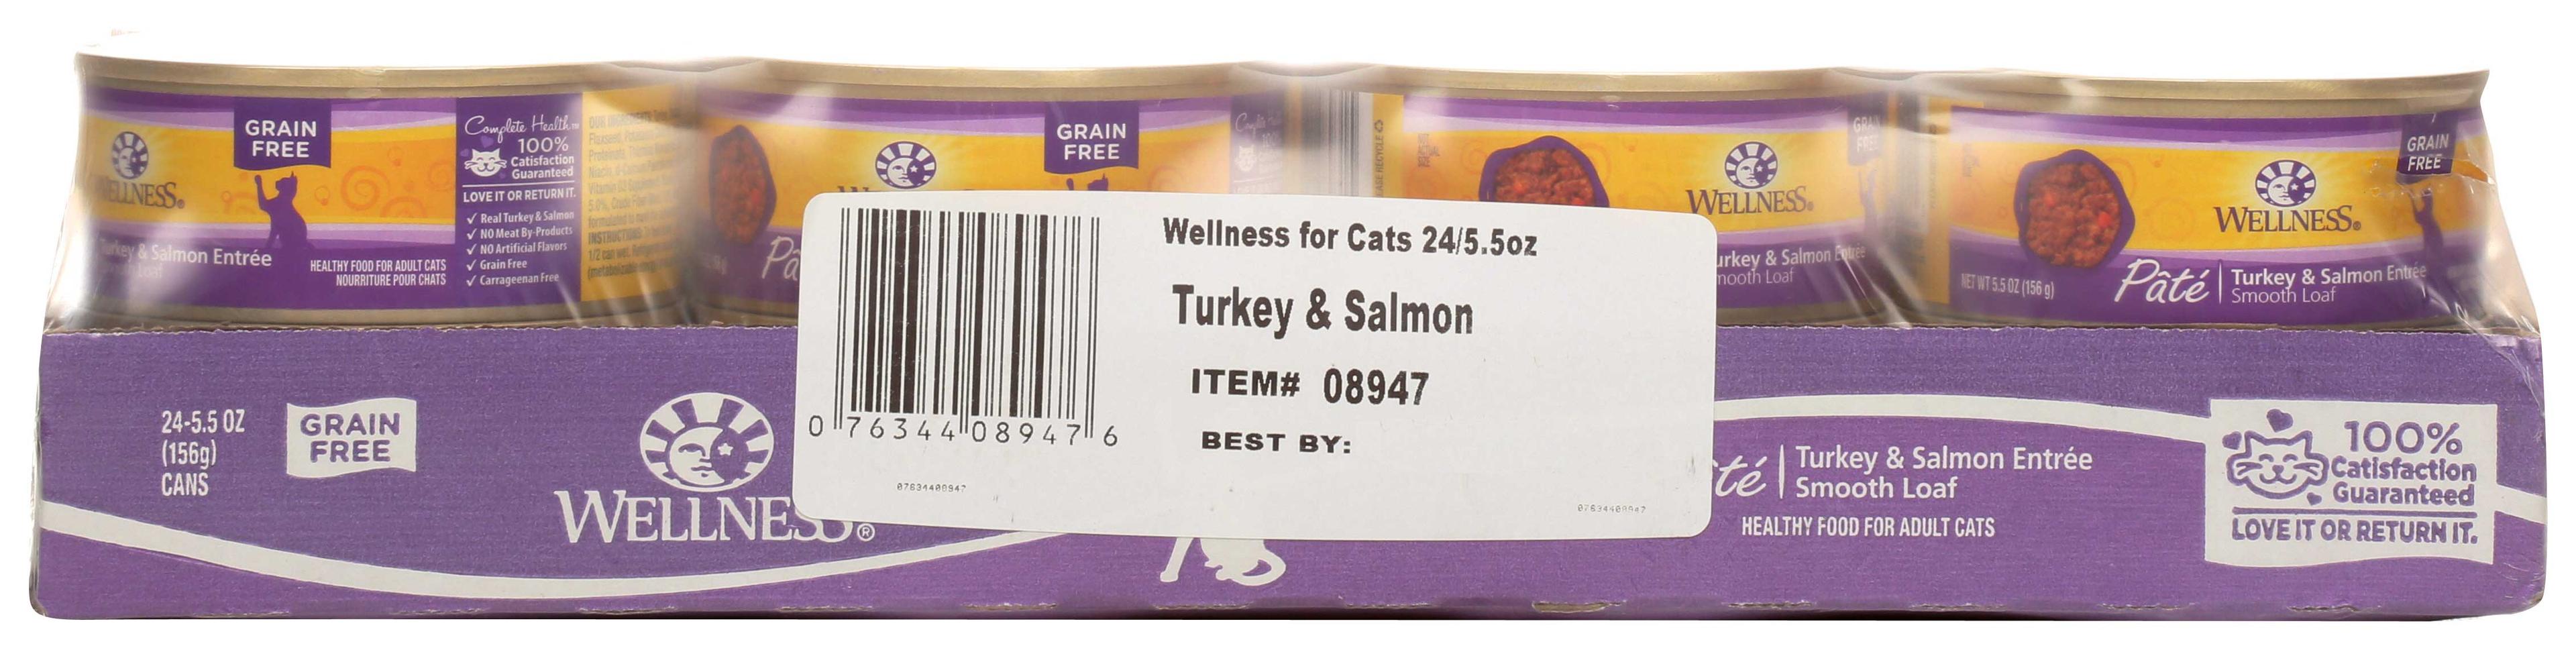 WELLNESS®
GRAIN
FREE
Turkey & Salmon Entrée
HEALTHY FOOD FOR ADULT CATS
NOURRITURE POUR CHATS
Complete Health™
100%
Catisfaction
Guaranteed
LOVE IT OR RETURN IT.
✓ Real Turkey & Salmon
✓ NO Meat By-Products
✓ NO Artificial Flavors
✓ Grain Free
✓ Carrageenan Free
GRAIN
FREE
WELLNESS®
GRAIN
FREE
Turkey & Salmon Entrée
Smooth Loaf
WELLNESS®
GRAIN
FREE
NET WT 5.5 OZ (156 g)
Pâté
Turkey & Salmon Entrée
Smooth Loaf
Wellness for Cats 24/5.5oz
Turkey & Salmon
ITEM# 08947
BEST BY:
0 76344 08947 6
07634408947
07634408947
24-5.5 OZ
(156g)
CANS
GRAIN
FREE
WELLNESS®
Turkey & Salmon Entrée
Smooth Loaf
HEALTHY FOOD FOR ADULT CATS
100%
Catisfaction
Guaranteed
LOVE IT OR RETURN IT.